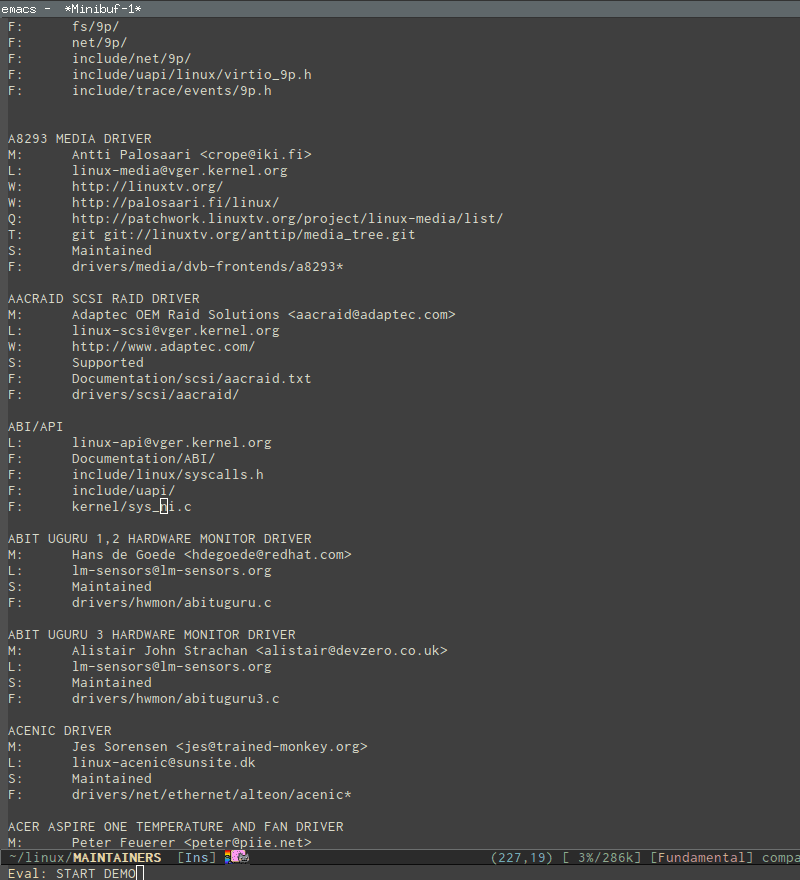 emacs -  *Minibuf-1*
F:      fs/9p/
F:      net/9p/
F:      include/net/9p/
F:      include/uapi/linux/virtio_9p.h
F:      include/trace/events/9p.h
A8293 MEDIA DRIVER
M:      Antti Palosaari <crope@iki.fi>
L:      linux-media@vger.kernel.org
W:      http://linuxtv.org/
W:      http://palosaari.fi/linux/
Q:      http://patchwork.linuxtv.org/project/linux-media/list/
T:      git git://linuxtv.org/anttip/media_tree.git
S:      Maintained
F:      drivers/media/dvb-frontends/a8293*
AACRAID SCSI RAID DRIVER
M:      Adaptec OEM Raid Solutions <aacraid@adaptec.com>
L:      linux-scsi@vger.kernel.org
W:      http://www.adaptec.com/
S:      Supported
F:      Documentation/scsi/aacraid.txt
F:      drivers/scsi/aacraid/
ABI/API
L:      linux-api@vger.kernel.org
F:      Documentation/ABI/
F:      include/linux/syscalls.h
F:      include/uapi/
F:      kernel/sys_ni.c
ABIT UGURU 1,2 HARDWARE MONITOR DRIVER
M:      Hans de Goede <hdegoede@redhat.com>
L:      lm-sensors@lm-sensors.org
S:      Maintained
F:      drivers/hwmon/abituguru.c
ABIT UGURU 3 HARDWARE MONITOR DRIVER
M:      Alistair John Strachan <alistair@devzero.co.uk>
L:      lm-sensors@lm-sensors.org
S:      Maintained
F:      drivers/hwmon/abituguru3.c
ACENIC DRIVER
M:      Jes Sorensen <jes@trained-monkey.org>
L:      linux-acenic@sunsite.dk
S:      Maintained
F:      drivers/net/ethernet/alteon/acenic*
ACER ASPIRE ONE TEMPERATURE AND FAN DRIVER
M:      Peter Feuerer <peter@piie.net>
~/linux/MAINTAINERS  [Ins] (227,19) [ 3%/286k] [Fundamental] compa
Eval: START DEMO